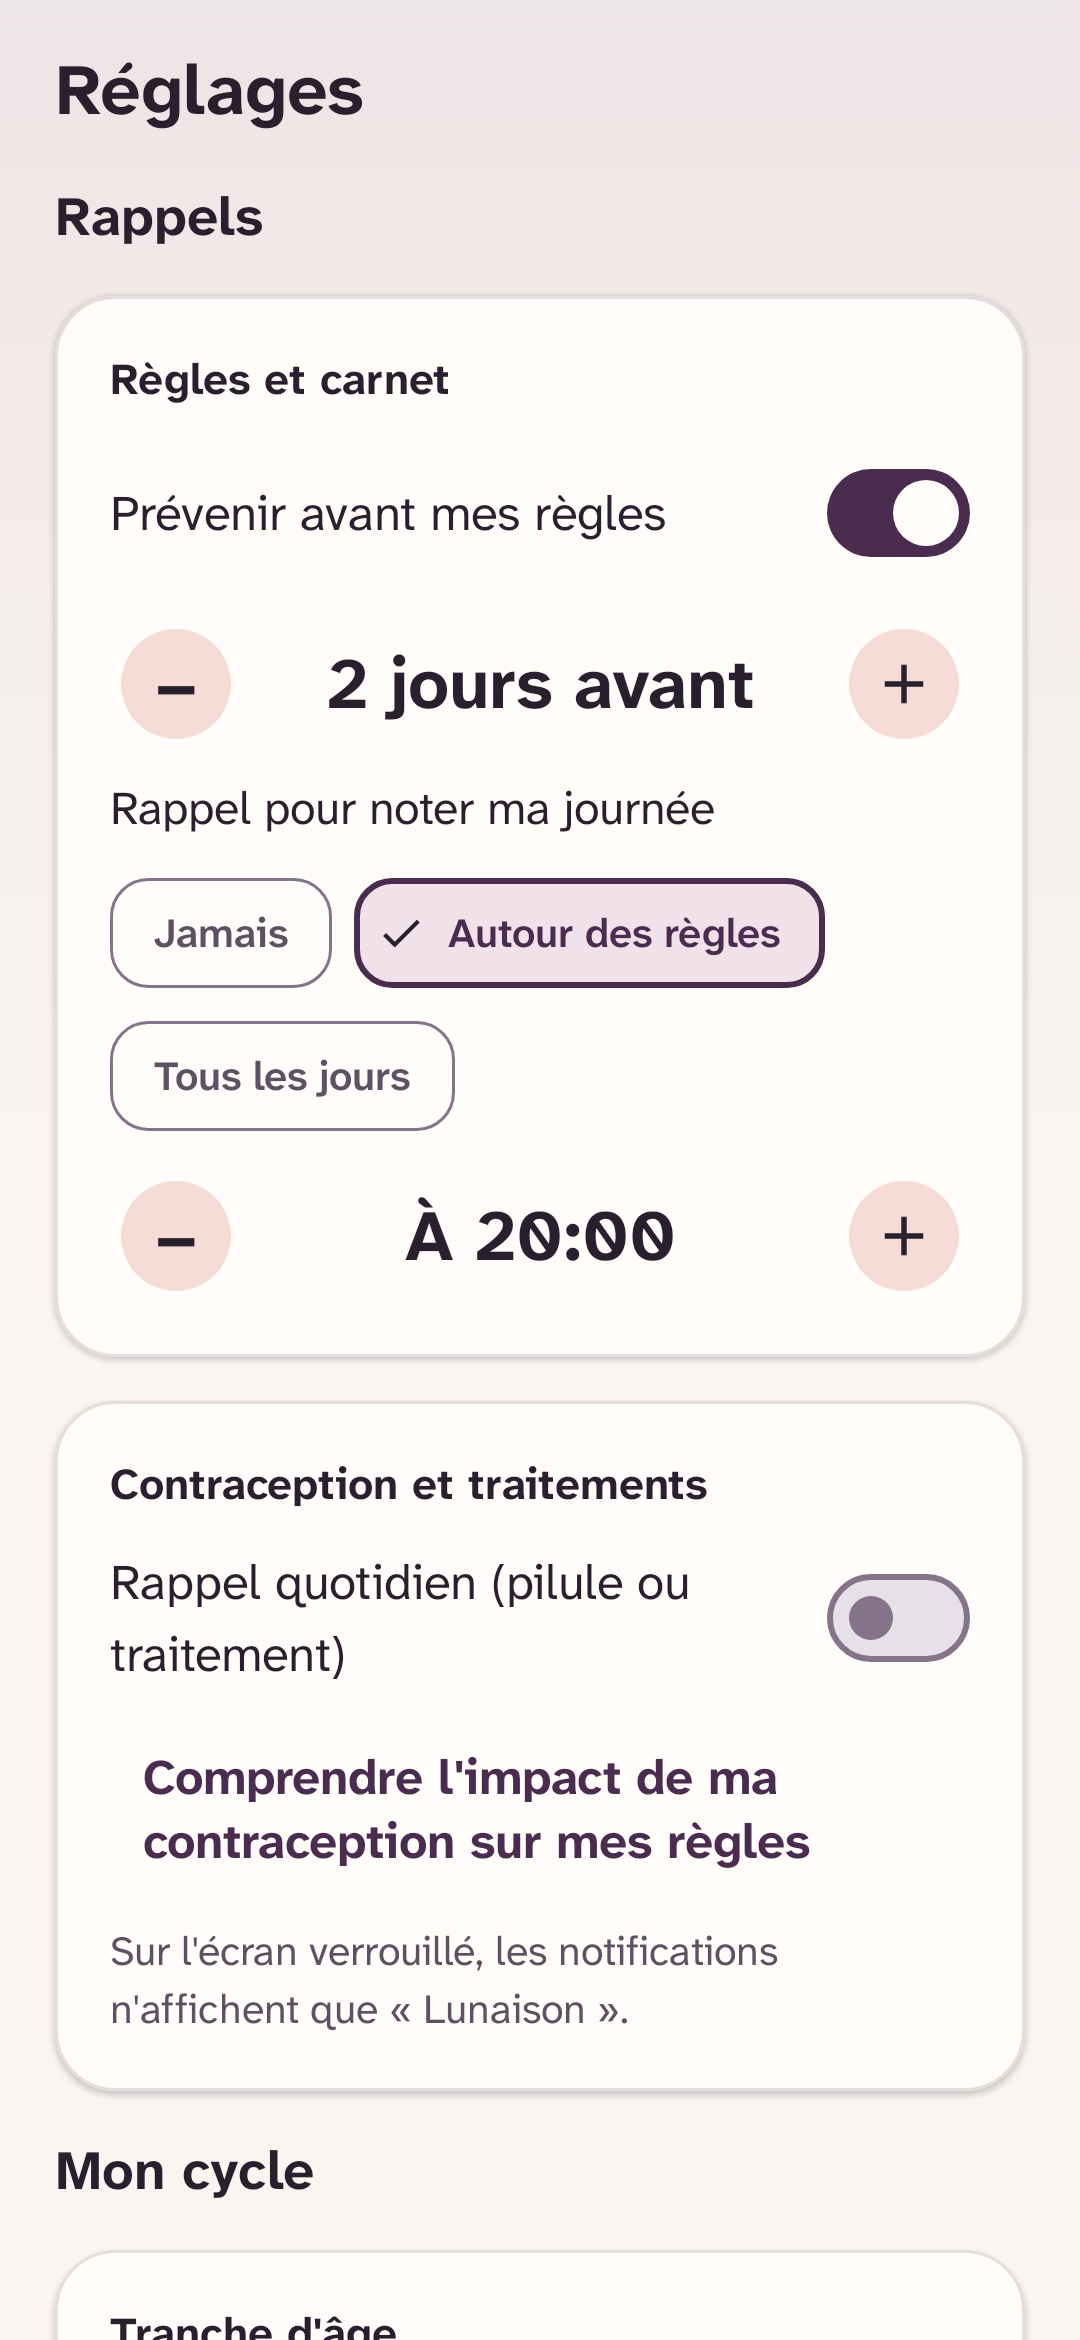 Réglages
Rappels
Règles et carnet
Prévenir avant mes règles
– 2 jours avant +
Rappel pour noter ma journée
Jamais Autour des règles
Tous les jours
– À 20:00 +
Contraception et traitements
Rappel quotidien (pilule ou
traitement)
Comprendre l'impact de ma
contraception sur mes règles
Sur l'écran verrouillé, les notifications
n'affichent que « Lunaison ».
Mon cycle
Tranche d'âge